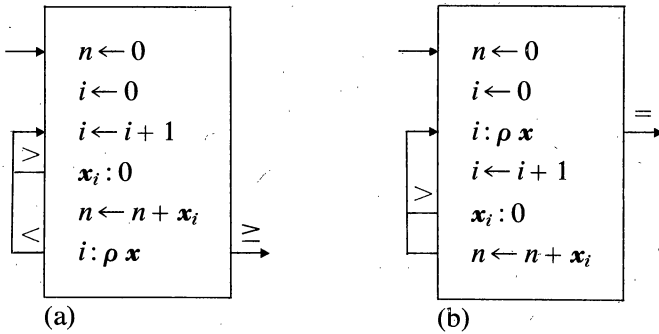 n ← 0
i ← 0
i ← i + 1
>
x_i : 0
n ← n + x_i
<
i : ρ x
≥
(a)
n ← 0
i ← 0
i : ρ x
=
i ← i + 1
>
x_i : 0
n ← n + x_i
(b)